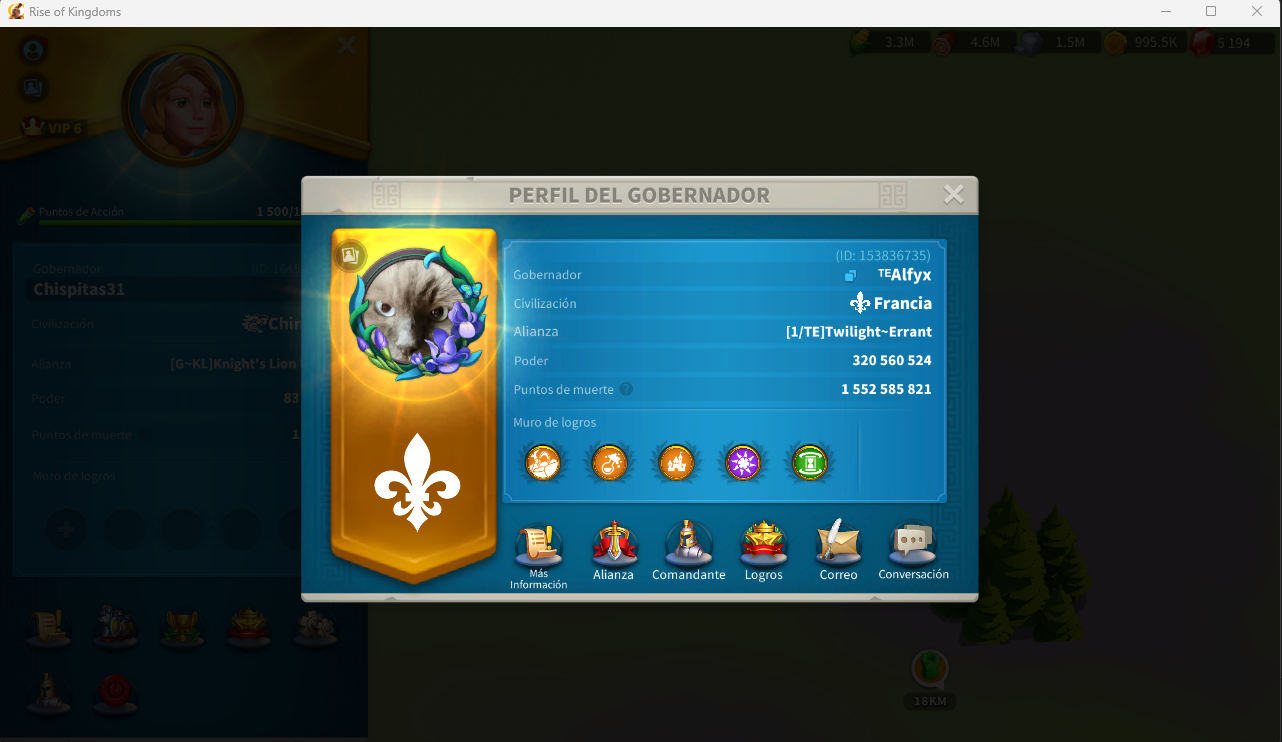 Rise of Kingdoms
3.3M
4.6M
1.5M
995.5K
5 194
VIP 6
Puntos de Acción
1 500/1
Gobernador
Chispitas31
Civilización
Chin
Alianza
[G~KL]Knight's Lion
Poder
83
Puntos de muerte
1
Muro de logros
PERFIL DEL GOBERNADOR
(ID: 153836735)
Gobernador
ᵀᴱAlfyx
Civilización
Francia
Alianza
[1/TE]Twilight~Errant
Poder
320 560 524
Puntos de muerte ?
1 552 585 821
Muro de logros
Más
Información
Alianza
Comandante
Logros
Correo
Conversación
18KM